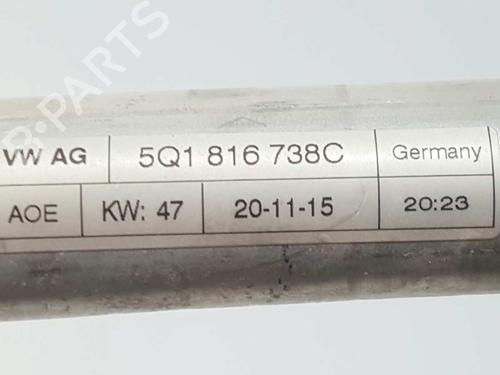 VW AG 5Q1 816 738C Germany
AOE KW: 47 20-11-15 20:23